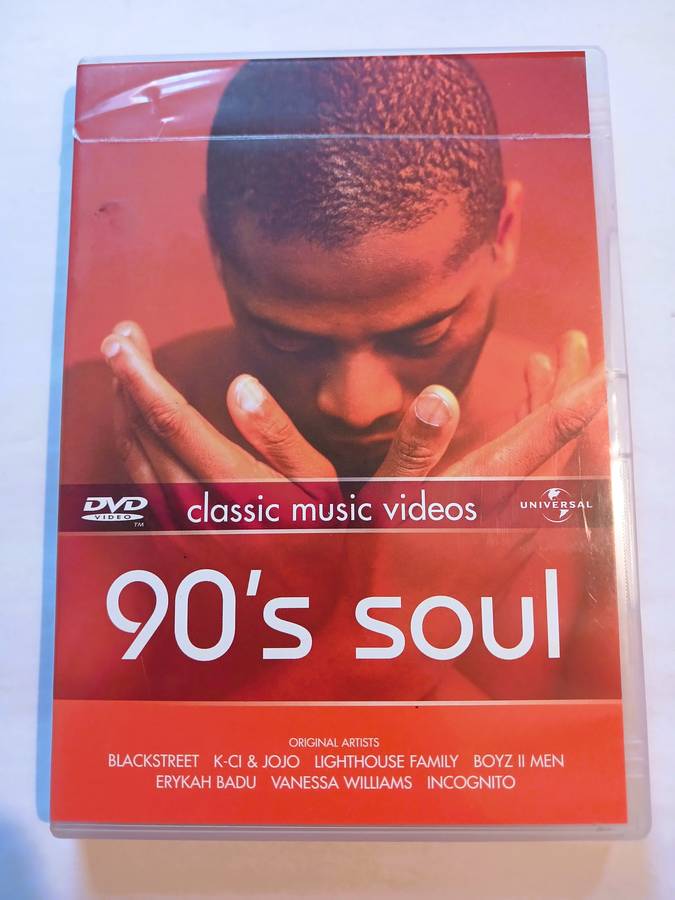 DVD
VIDEO
TM
classic music videos
UNIVERSAL
90's soul
ORIGINAL ARTISTS
BLACKSTREET K-CI & JOJO LIGHTHOUSE FAMILY BOYZ II MEN
ERYKAH BADU VANESSA WILLIAMS INCOGNITO